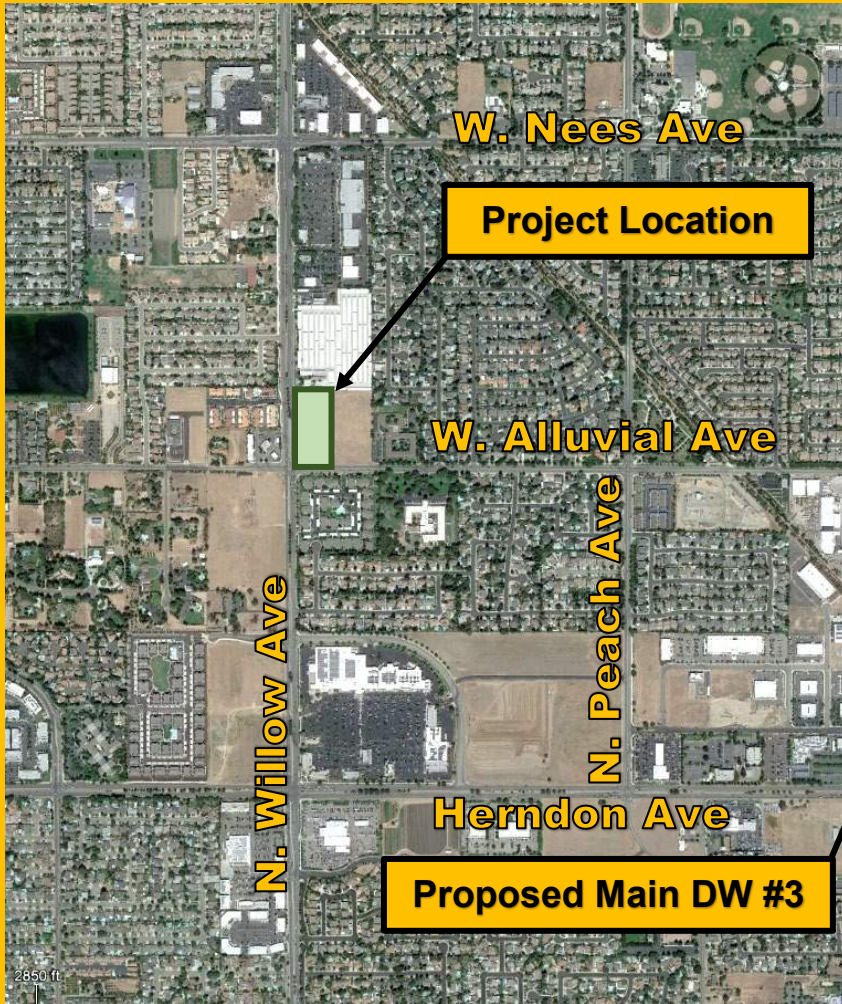 W. Nees Ave
Project Location
W. Alluvial Ave
N. Peach Ave
N. Willow Ave
Herndon Ave
Proposed Main DW #3
2850 ft